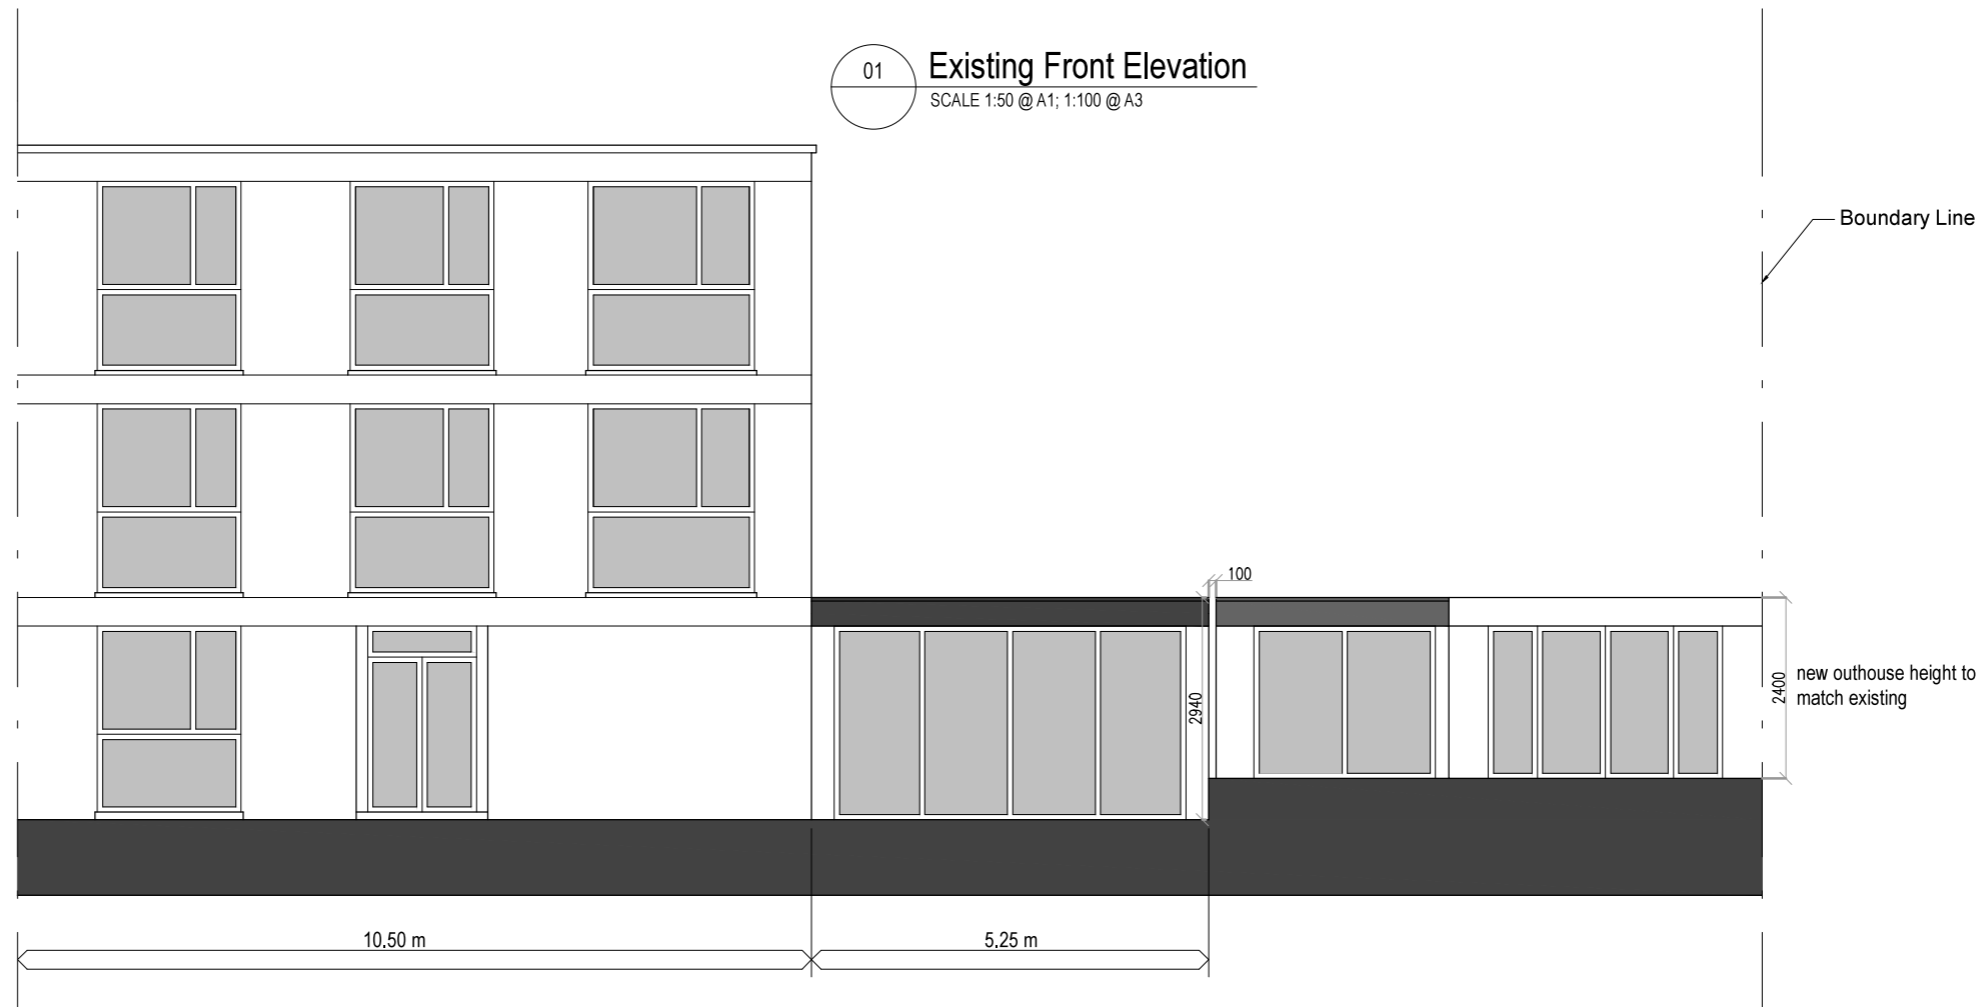 01
Existing Front Elevation
SCALE 1:50 @ A1; 1:100 @ A3
Boundary Line
100
2940
2400
new outhouse height to
match existing
10,50 m
5,25 m